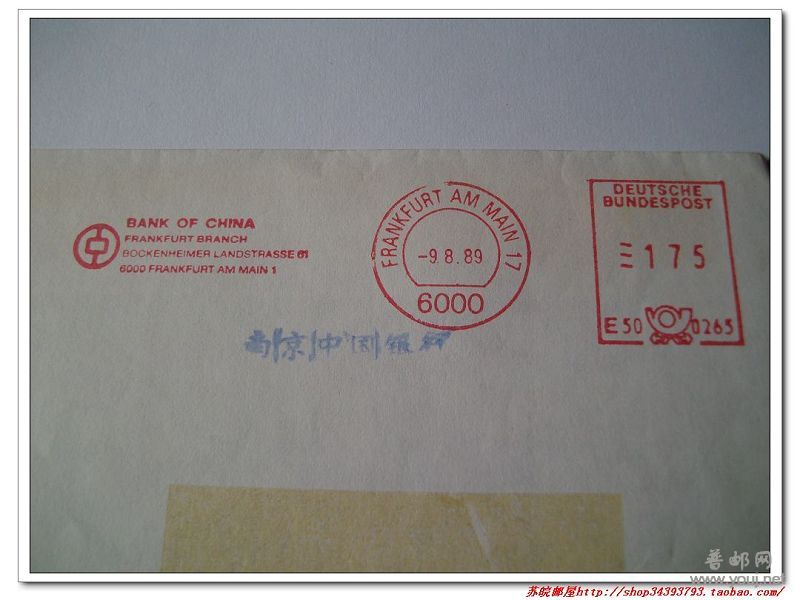 BANK OF CHINA
FRANKFURT BRANCH
BOCKENHEIMER LANDSTRASSE 61
6000 FRANKFURT AM MAIN 1
FRANKFURT AM MAIN 17
-9.8.89
6000
DEUTSCHE
BUNDESPOST
175
E50 0265
南京中国银行
普邮网
www.youj.net
苏皖邮屋http://shop34393793.taobao.com/